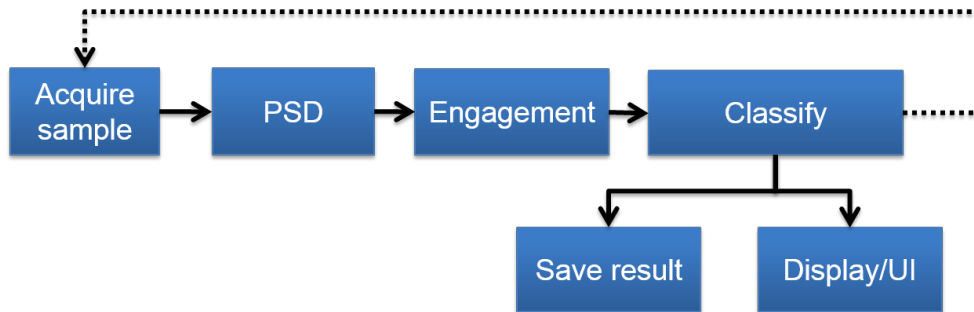 Acquire
sample
PSD
Engagement
Classify
Save result
Display/UI